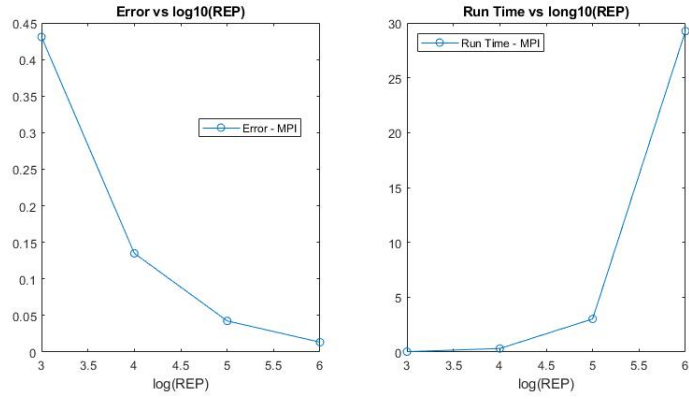 Error vs log10(REP)
0.45
0.4
0.35
0.3
0.25
0.2
0.15
0.1
0.05
0
Error - MPI
3 3.5 4 4.5 5 5.5 6
log(REP)
Run Time vs long10(REP)
30
25
20
15
10
5
0
Run Time - MPI
3 3.5 4 4.5 5 5.5 6
log(REP)